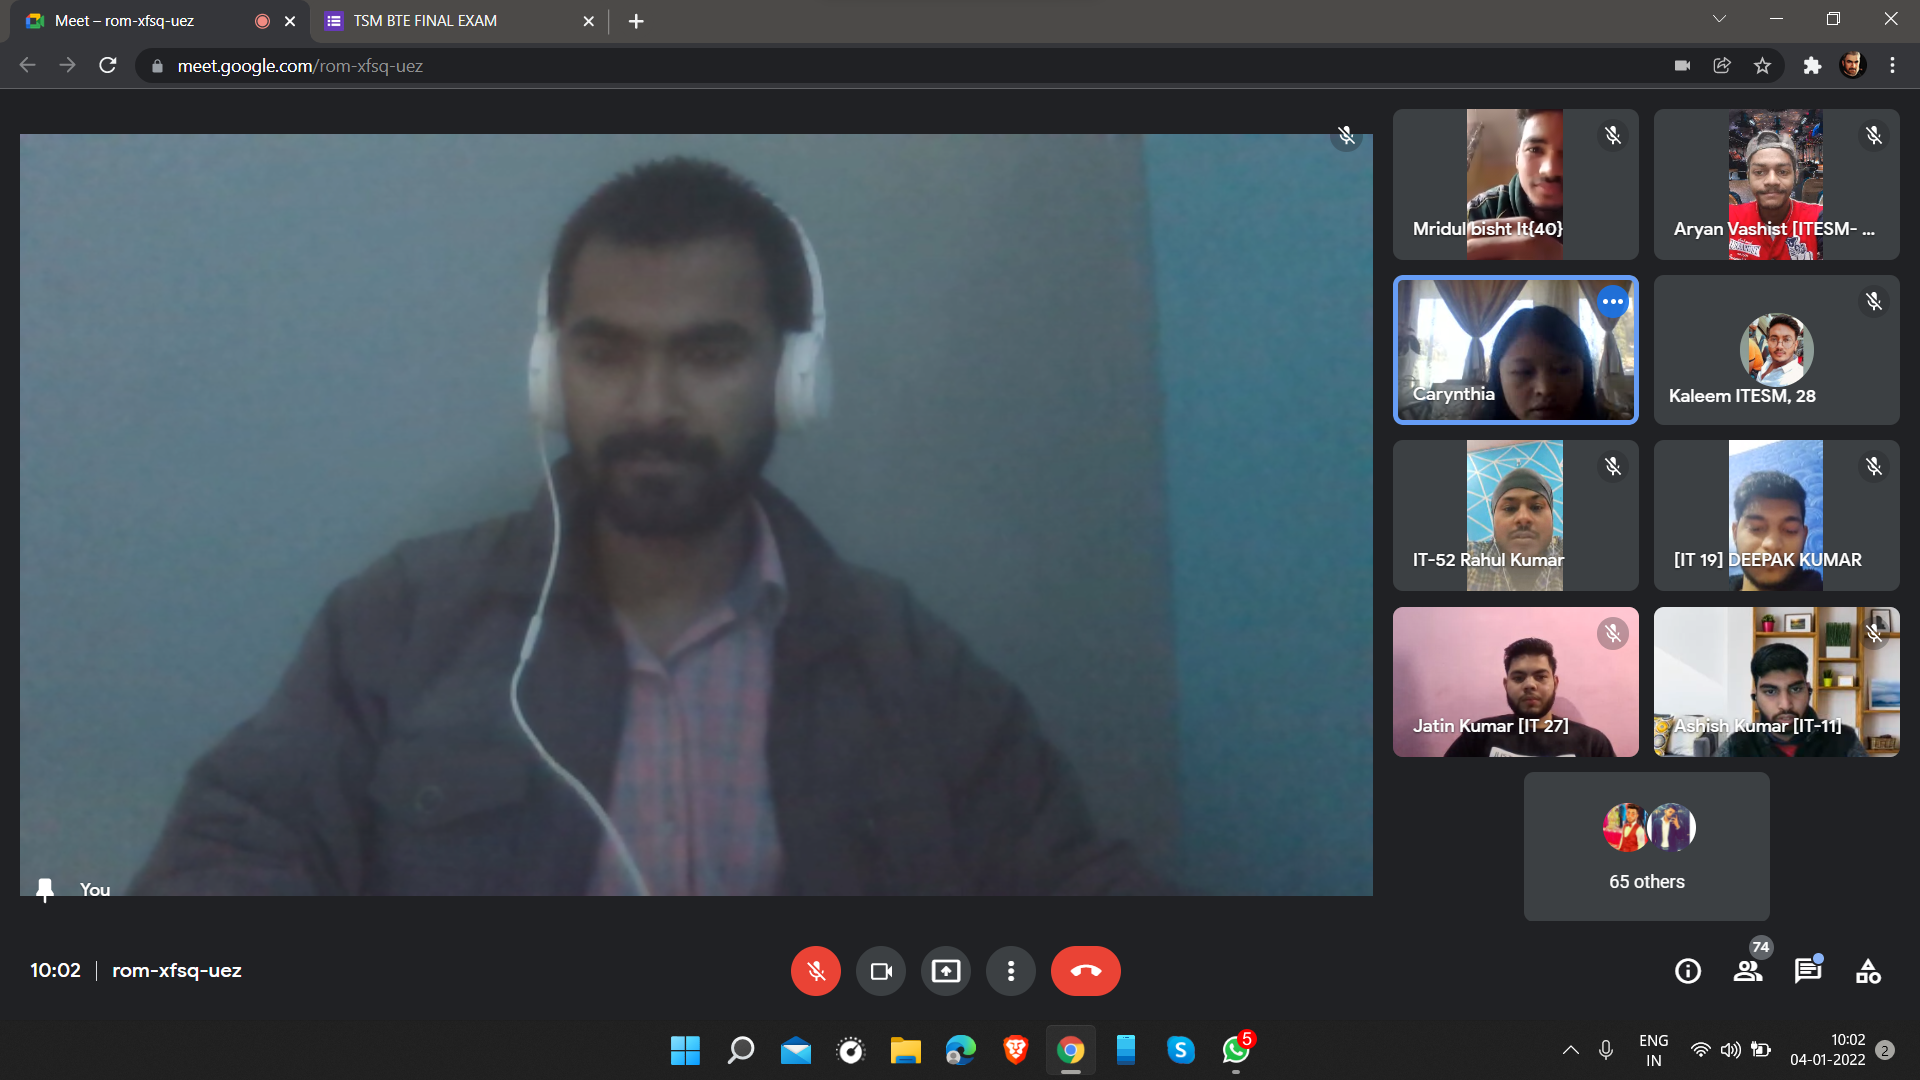 Meet – rom-xfsq-uez
TSM BTE FINAL EXAM
meet.google.com/rom-xfsq-uez
Mridul bisht It{40}
Aryan Vashist [ITESM- ...
Carynthia
Kaleem ITESM, 28
IT-52 Rahul Kumar
[IT 19] DEEPAK KUMAR
Jatin Kumar [IT 27]
Ashish Kumar [IT-11]
65 others
You
10:02
rom-xfsq-uez
74
5
ENG
IN
10:02
04-01-2022
2